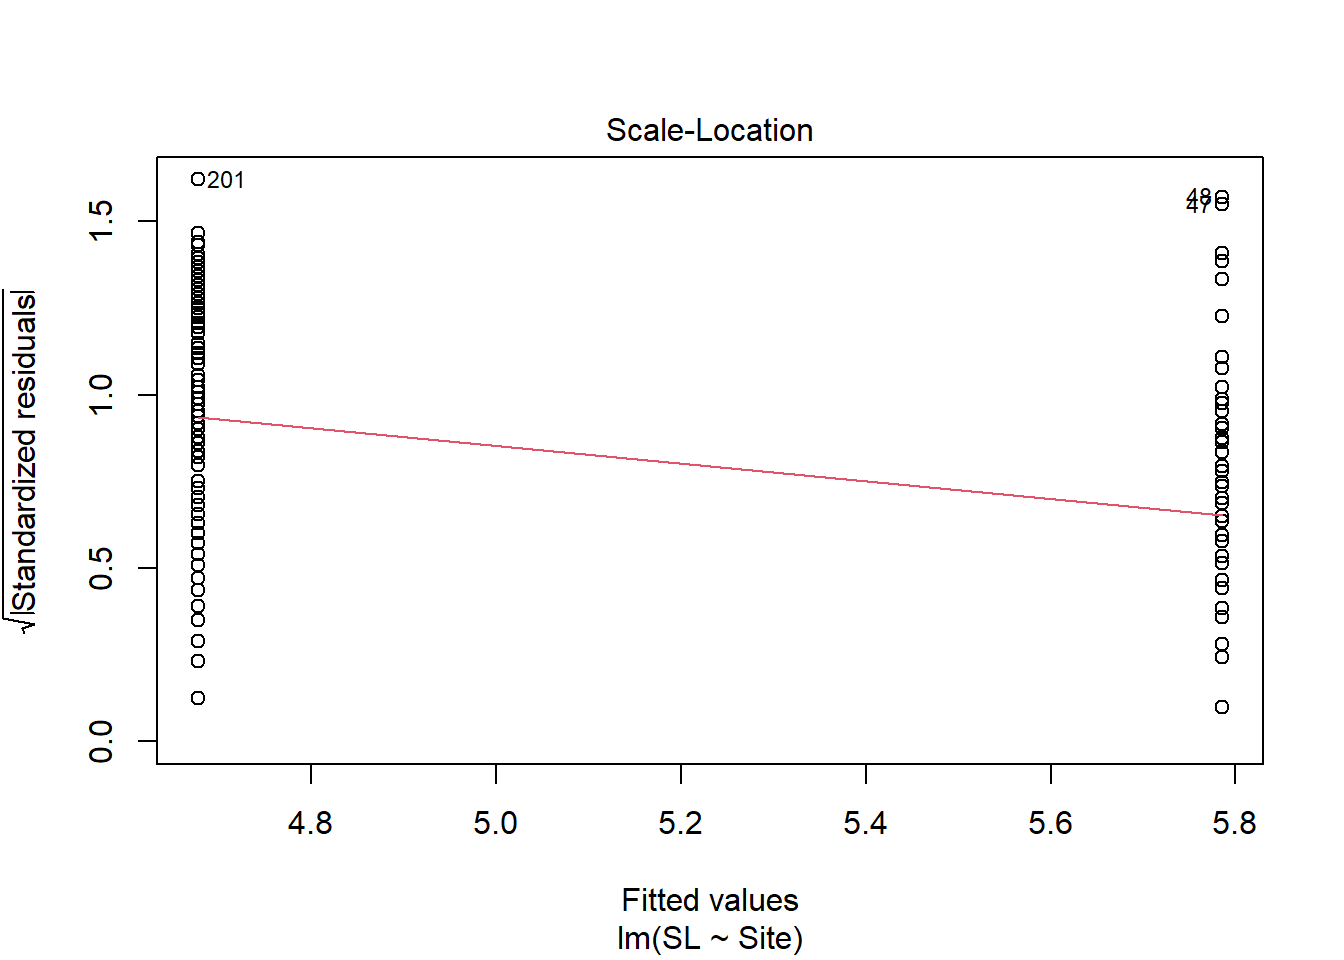 Scale-Location
√|Standardized residuals|
1.5
1.0
0.5
0.0
201
48
47
4.8 5.0 5.2 5.4 5.6 5.8
Fitted values
lm(SL ~ Site)